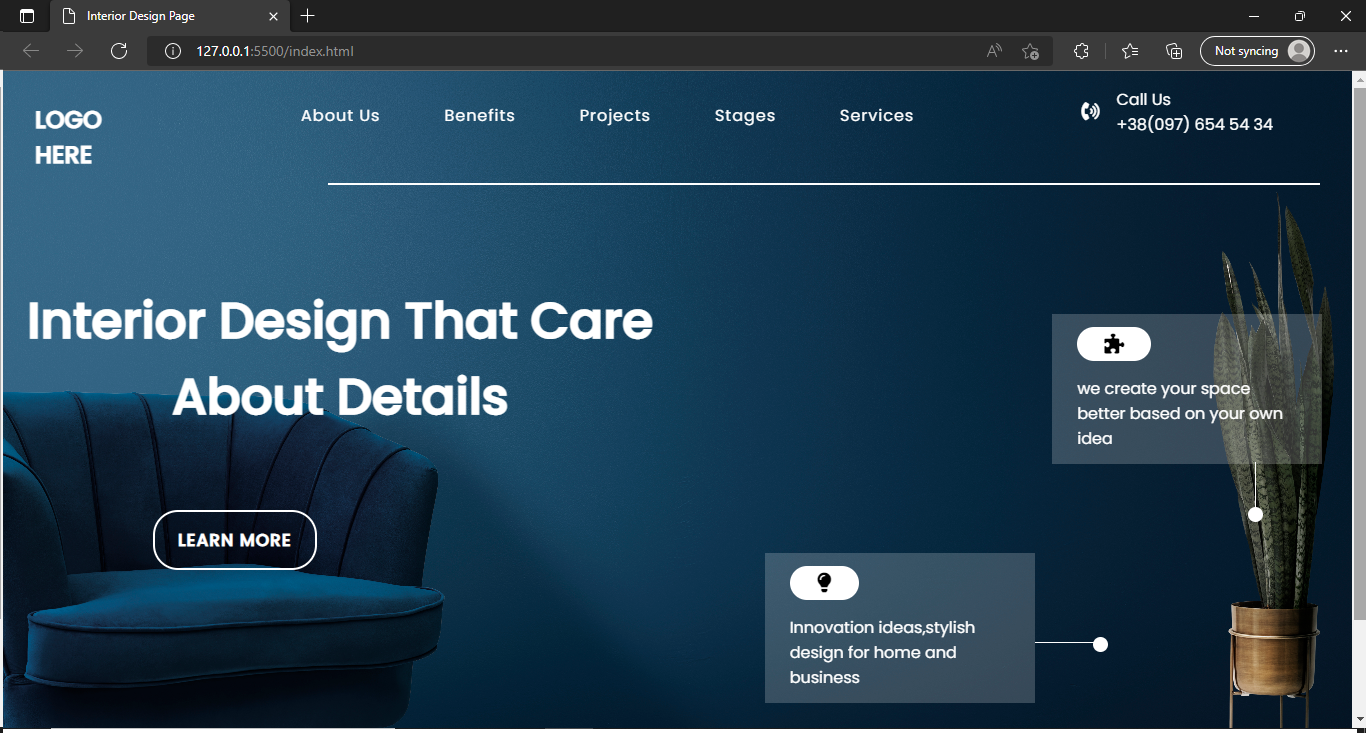 Interior Design Page
127.0.0.1:5500/index.html
Not syncing
LOGO
HERE
About Us
Benefits
Projects
Stages
Services
Call Us
+38(097) 654 54 34
Interior Design That Care
About Details
we create your space
better based on your own
idea
LEARN MORE
Innovation ideas,stylish
design for home and
business